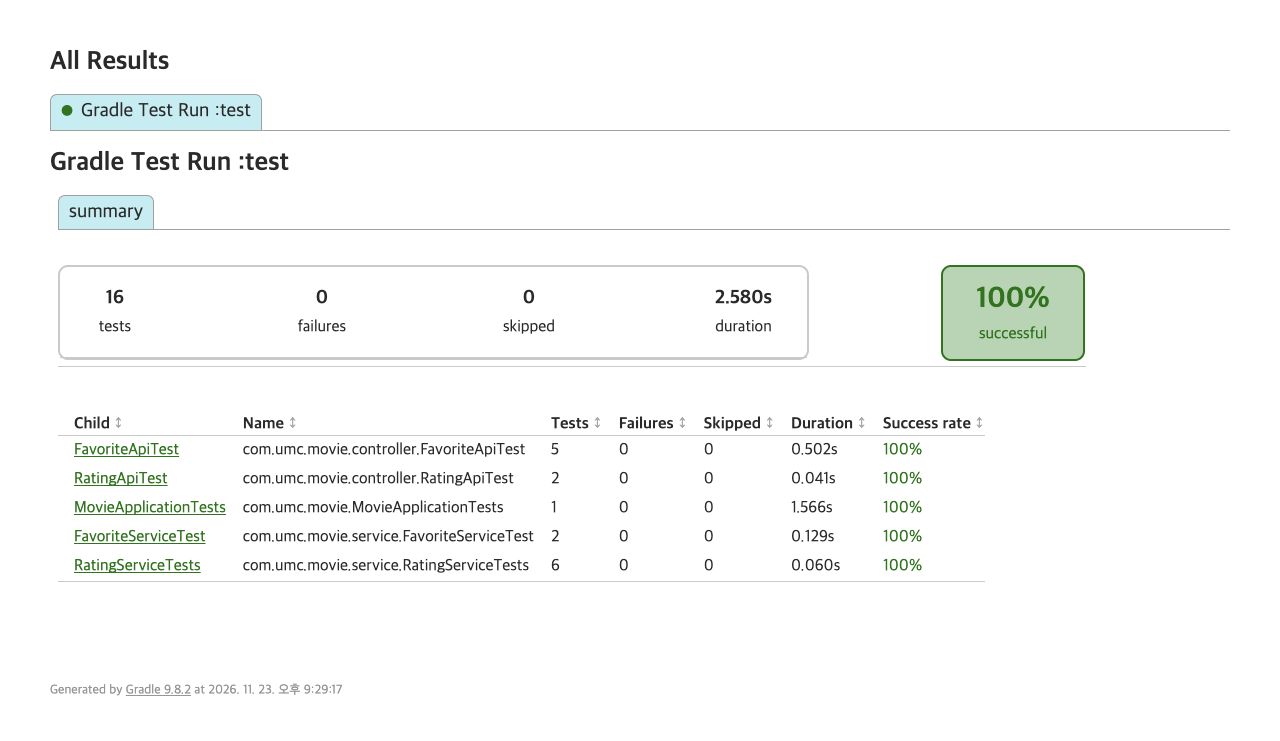 All Results
Gradle Test Run :test
Gradle Test Run :test
summary
16 0 0 2.580s
tests failures skipped duration
100%
successful
Child Name Tests Failures Skipped Duration Success rate
FavoriteApiTest com.umc.movie.controller.FavoriteApiTest 5 0 0 0.502s 100%
RatingApiTest com.umc.movie.controller.RatingApiTest 2 0 0 0.041s 100%
MovieApplicationTests com.umc.movie.MovieApplicationTests 1 0 0 1.566s 100%
FavoriteServiceTest com.umc.movie.service.FavoriteServiceTest 2 0 0 0.129s 100%
RatingServiceTests com.umc.movie.service.RatingServiceTests 6 0 0 0.060s 100%
Generated by Gradle 9.8.2 at 2026. 11. 23. 오후 9:29:17